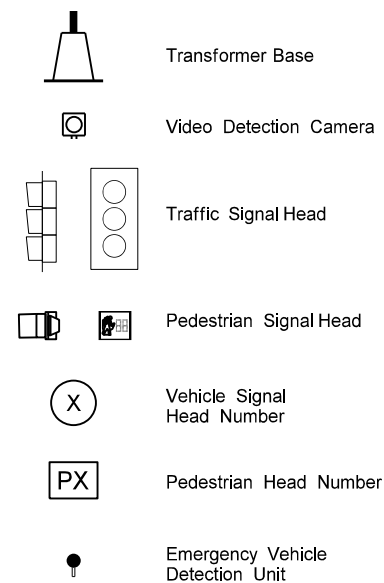 Transformer Base
Video Detection Camera
Traffic Signal Head
Pedestrian Signal Head
X
Vehicle Signal
Head Number
PX
Pedestrian Head Number
Emergency Vehicle
Detection Unit